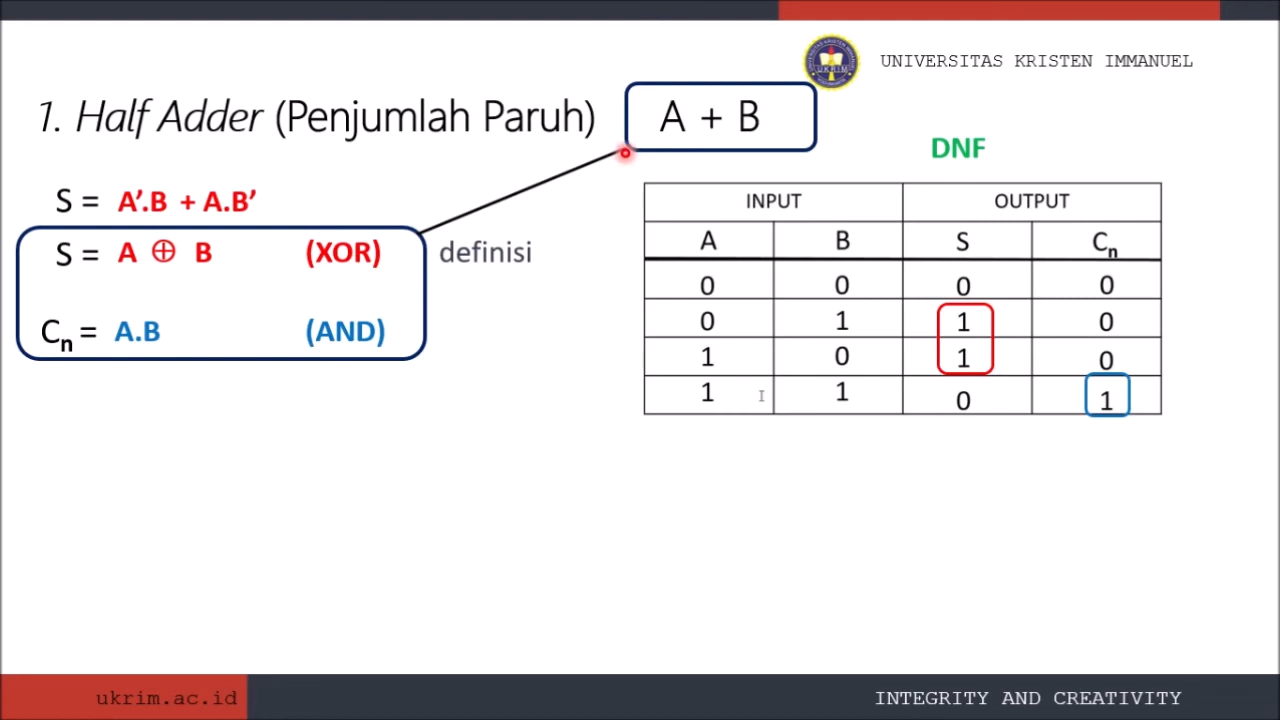 UNIVERSITAS KRISTEN IMMANUEL
UKRIM
1. Half Adder (Penjumlah Paruh) A + B
DNF
S = A'.B + A.B'
S = A ⊕ B (XOR) definisi
Cn = A.B (AND)
INPUT OUTPUT
A B S Cn
0 0 0 0
0 1 1 0
1 0 1 0
1 1 0 1
ukrim.ac.id INTEGRITY AND CREATIVITY